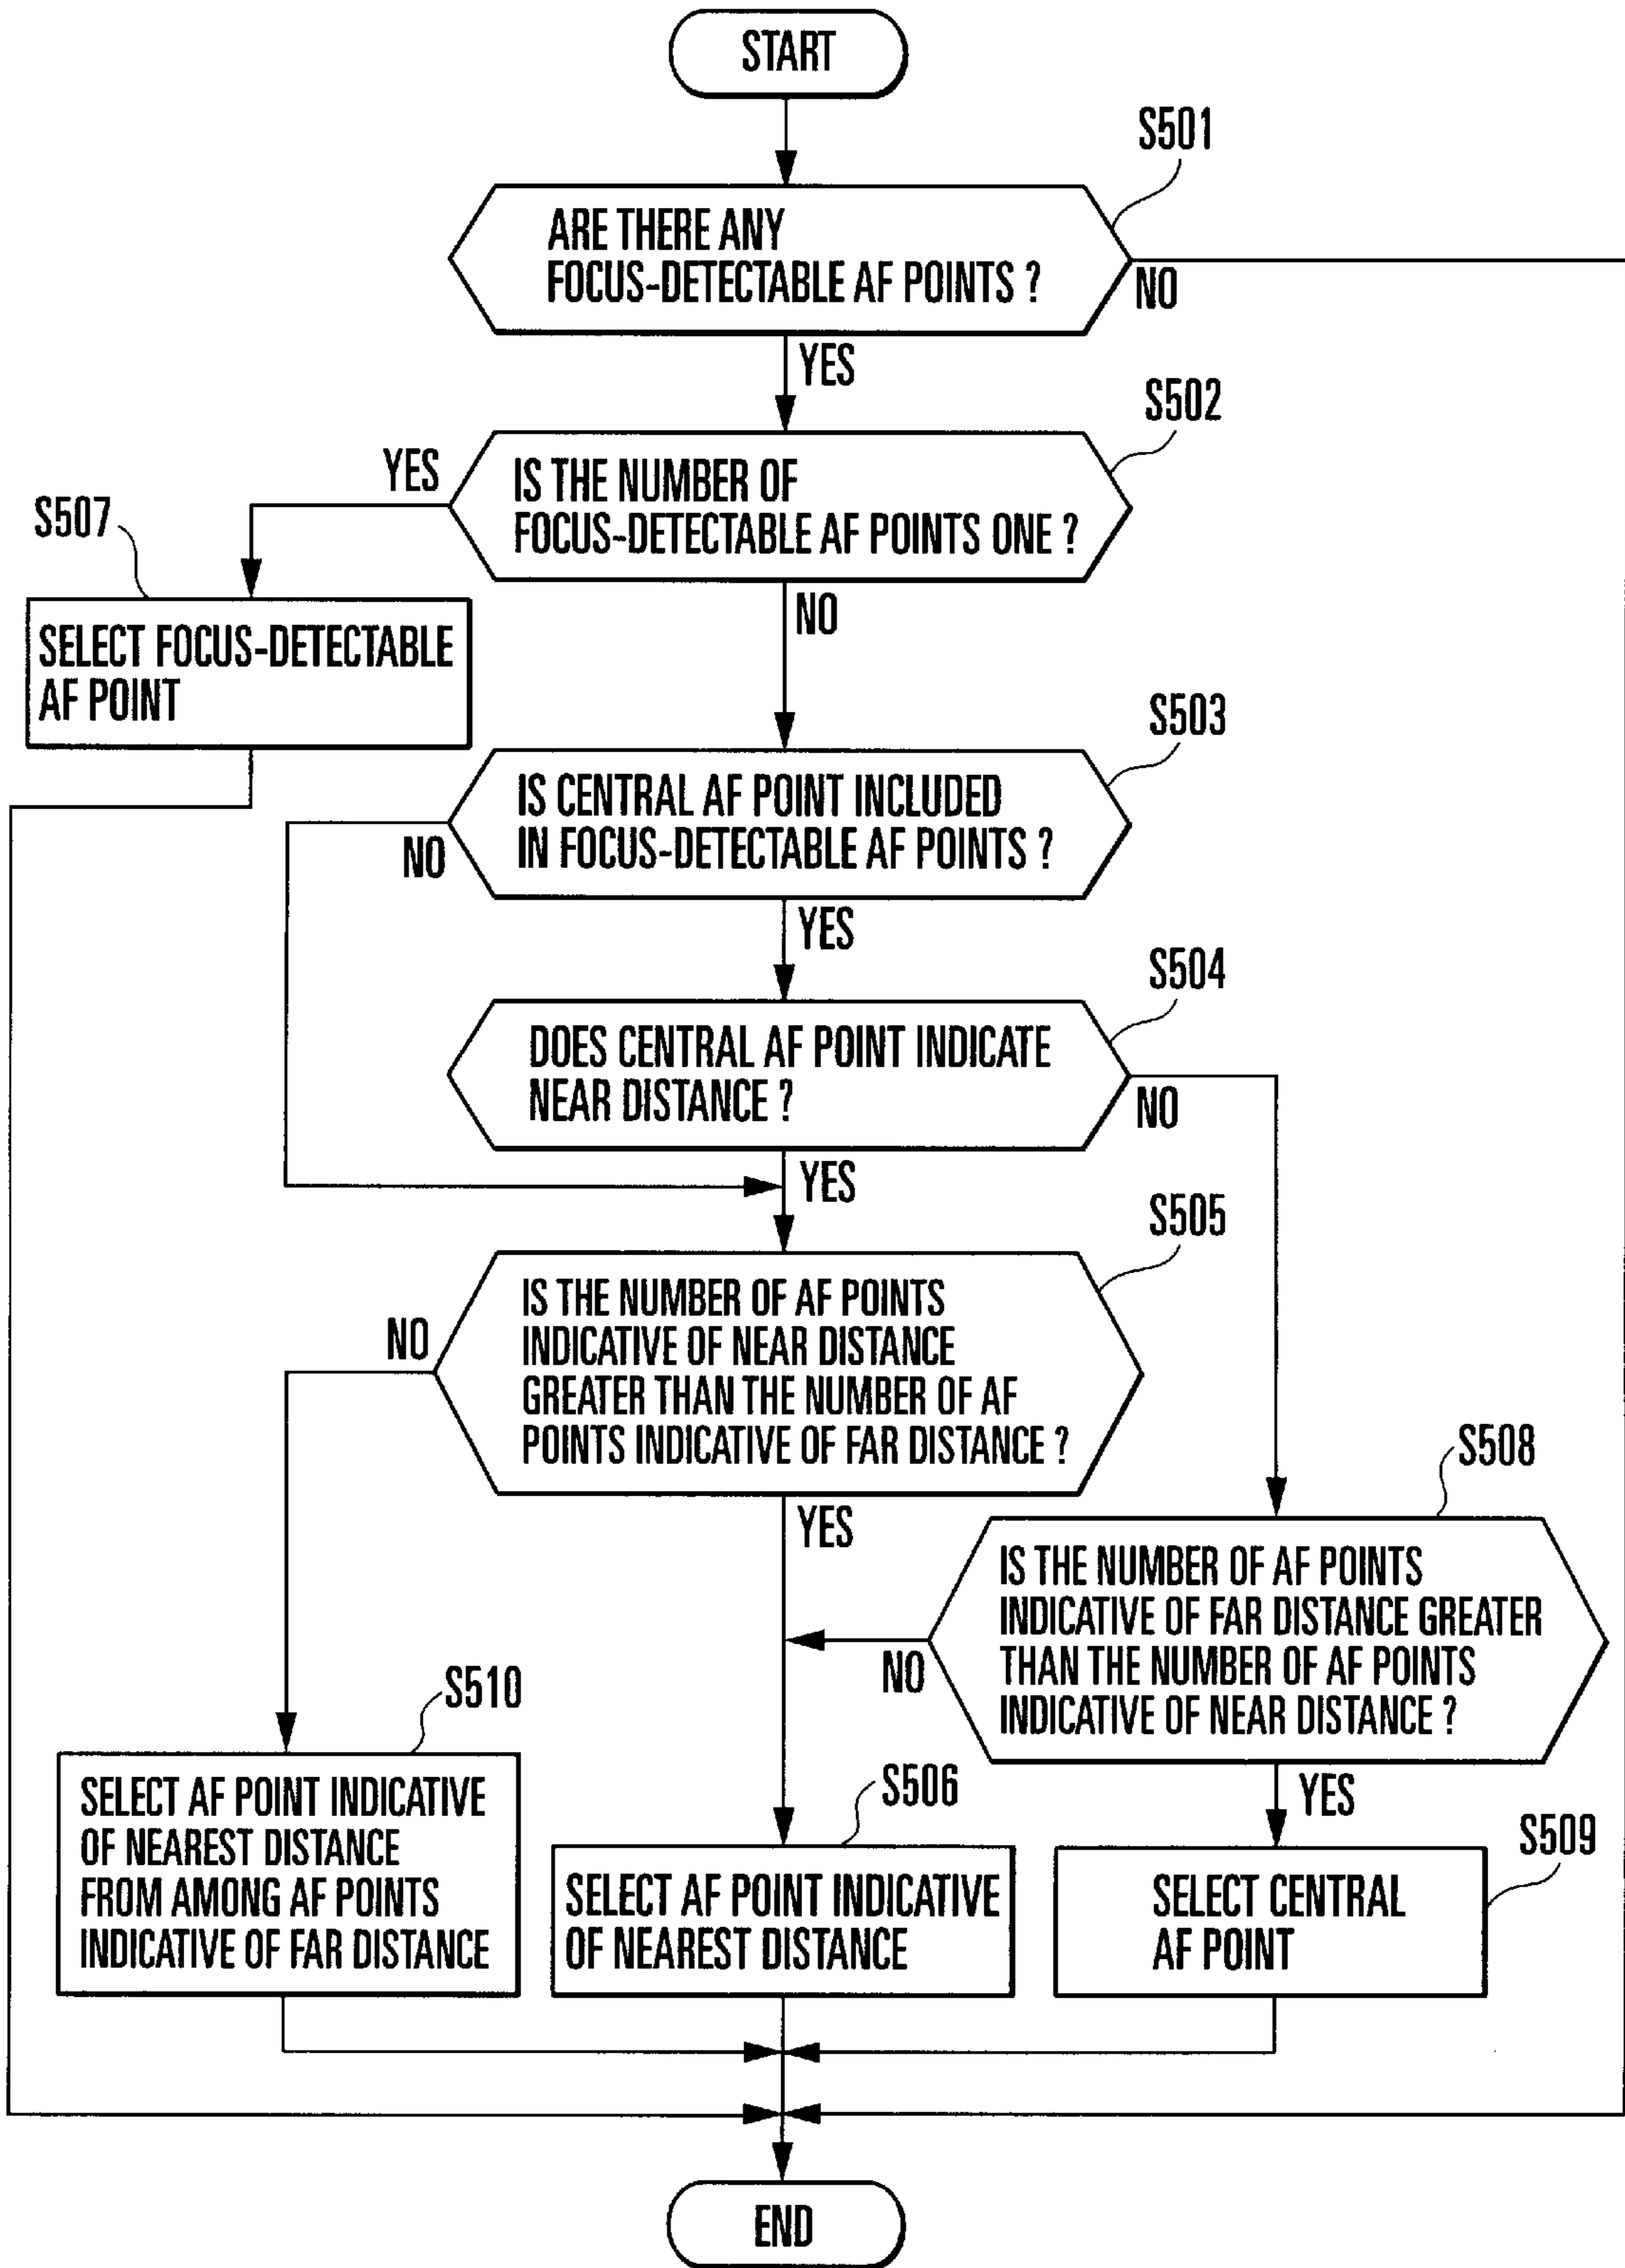 START
S501
ARE THERE ANY
FOCUS-DETECTABLE AF POINTS ?
NO
YES
S502
YES
IS THE NUMBER OF
FOCUS-DETECTABLE AF POINTS ONE ?
S507
NO
SELECT FOCUS-DETECTABLE
AF POINT
S503
IS CENTRAL AF POINT INCLUDED
IN FOCUS-DETECTABLE AF POINTS ?
NO
YES
S504
DOES CENTRAL AF POINT INDICATE
NEAR DISTANCE ?
NO
YES
S505
IS THE NUMBER OF AF POINTS
INDICATIVE OF NEAR DISTANCE
GREATER THAN THE NUMBER OF AF
POINTS INDICATIVE OF FAR DISTANCE ?
NO
YES
S508
IS THE NUMBER OF AF POINTS
INDICATIVE OF FAR DISTANCE GREATER
THAN THE NUMBER OF AF POINTS
INDICATIVE OF NEAR DISTANCE ?
NO
YES
S510
SELECT AF POINT INDICATIVE
OF NEAREST DISTANCE
FROM AMONG AF POINTS
INDICATIVE OF FAR DISTANCE
S506
SELECT AF POINT INDICATIVE
OF NEAREST DISTANCE
S509
SELECT CENTRAL
AF POINT
END